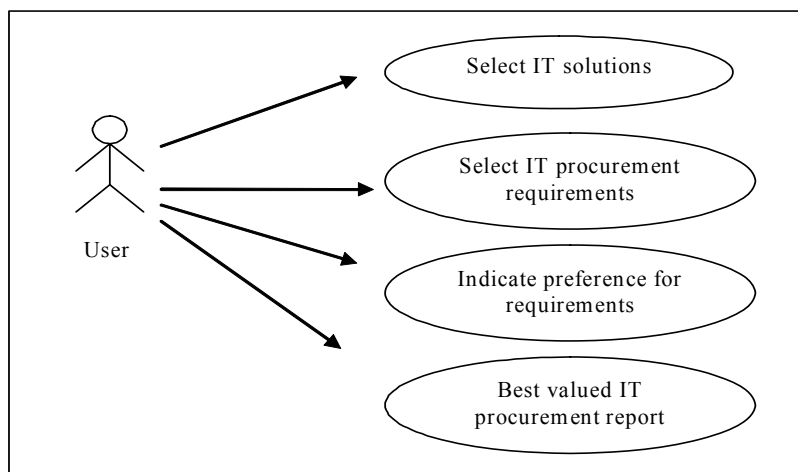 Select IT solutions
Select IT procurement
requirements
User
Indicate preference for
requirements
Best valued IT
procurement report